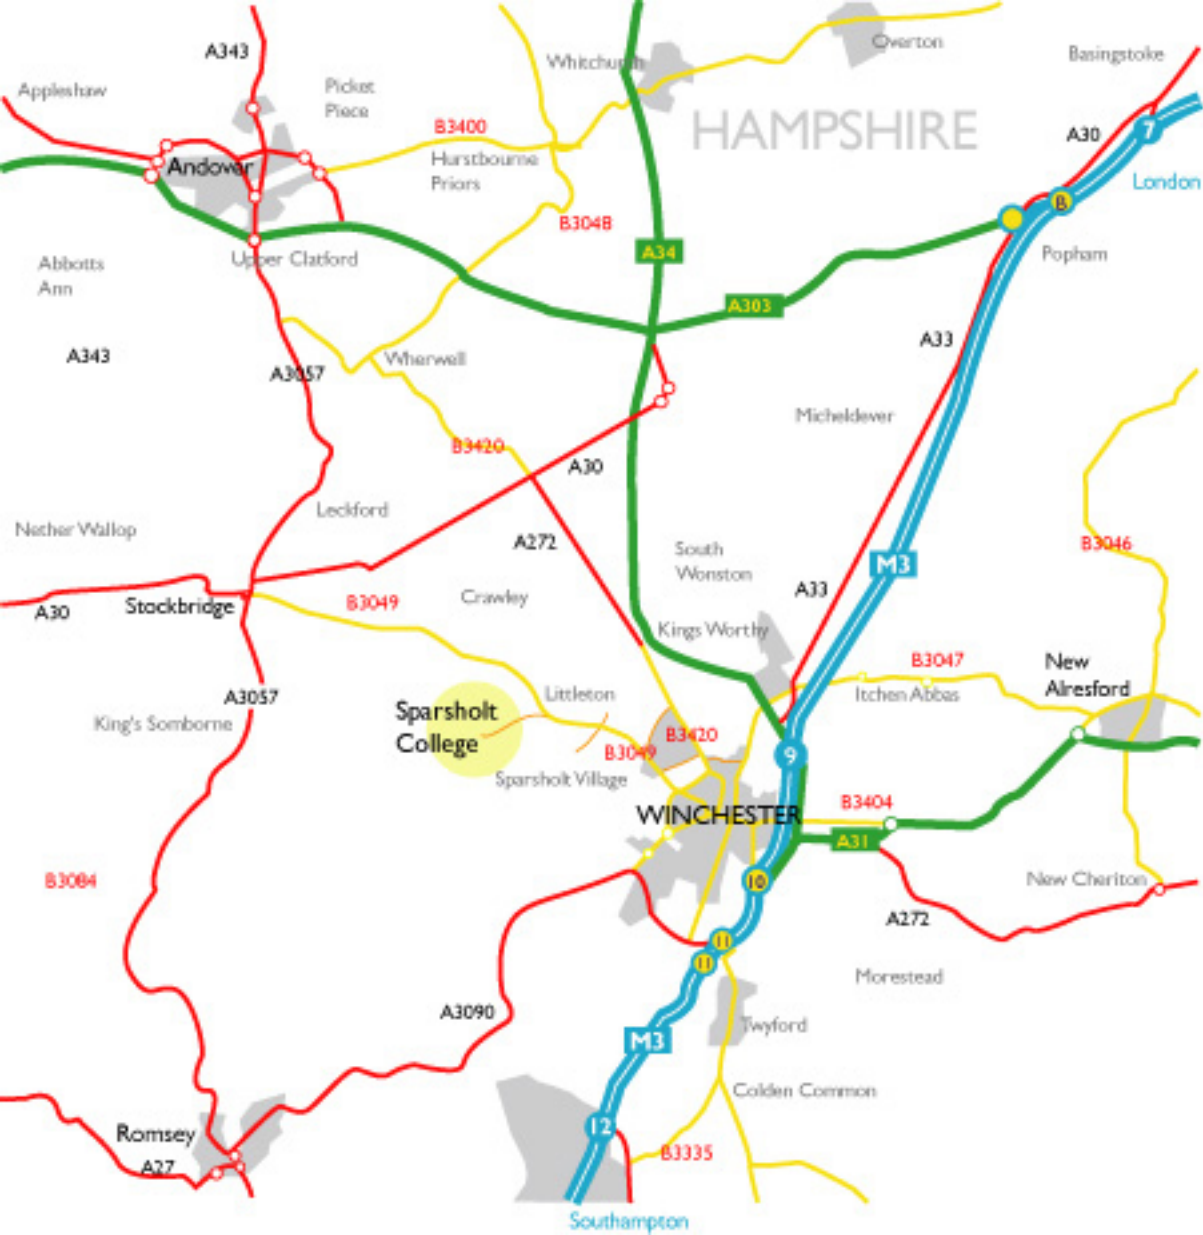 A343
Whitchurch
Overton
Basingstoke
Appleshaw
Picket
Piece
B3400
HAMPSHIRE
A30
7
Andover
Hurstbourne
Priors
London
8
B3048
A34
Upper Clatford
Popham
Abbotts
Ann
A303
A33
A343
Wherwell
A3057
Micheldever
B3420
A30
Leckford
Nether Wallop
A272
B3046
South
Wonston
M3
A33
A30
Stockbridge
B3049
Crawley
Kings Worthy
B3047
New
Alresford
Itchen Abbas
A3057
Littleton
Sparsholt
College
King's Somborne
B3420
B3049
9
Sparsholt Village
WINCHESTER
B3404
A31
B3084
10
New Cheriton
A272
11
11
Morestead
A3090
Twyford
M3
Colden Common
12
Romsey
A27
B3335
Southampton